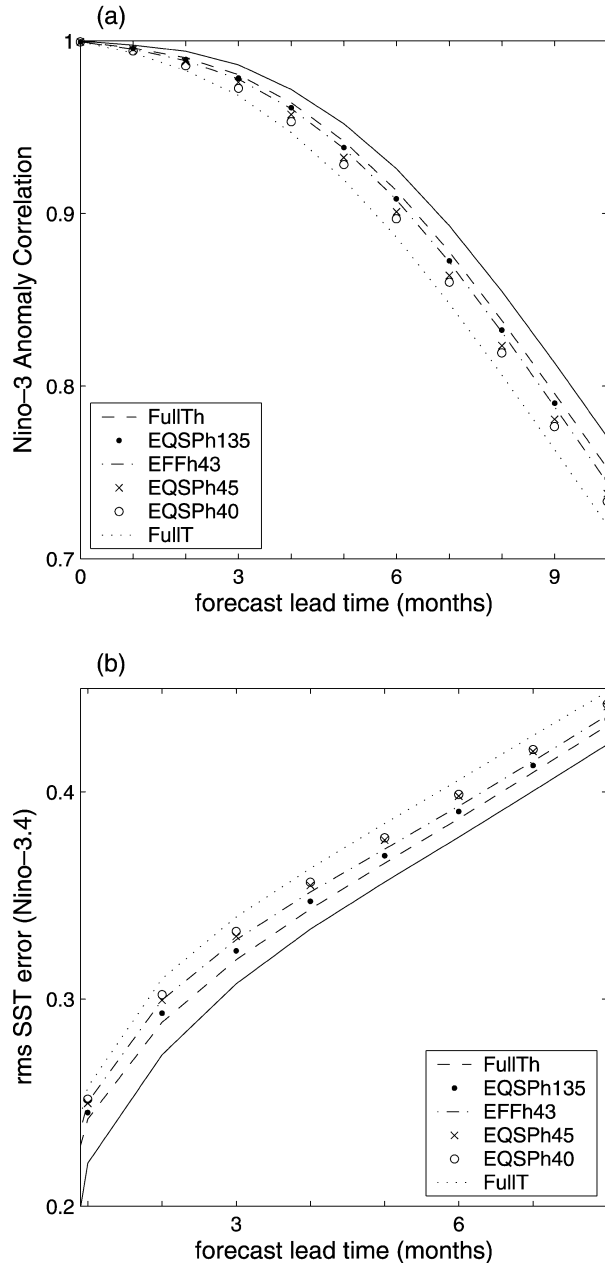 (a)
1
0.9
0.8
0.7
Nino–3 Anomaly Correlation
FullTh
EQSPh135
EFFh43
EQSPh45
EQSPh40
FullT
0
3
6
9
forecast lead time (months)
(b)
0.4
0.3
0.2
rms SST error (Nino–3.4)
FullTh
EQSPh135
EFFh43
EQSPh45
EQSPh40
FullT
3
6
forecast lead time (months)